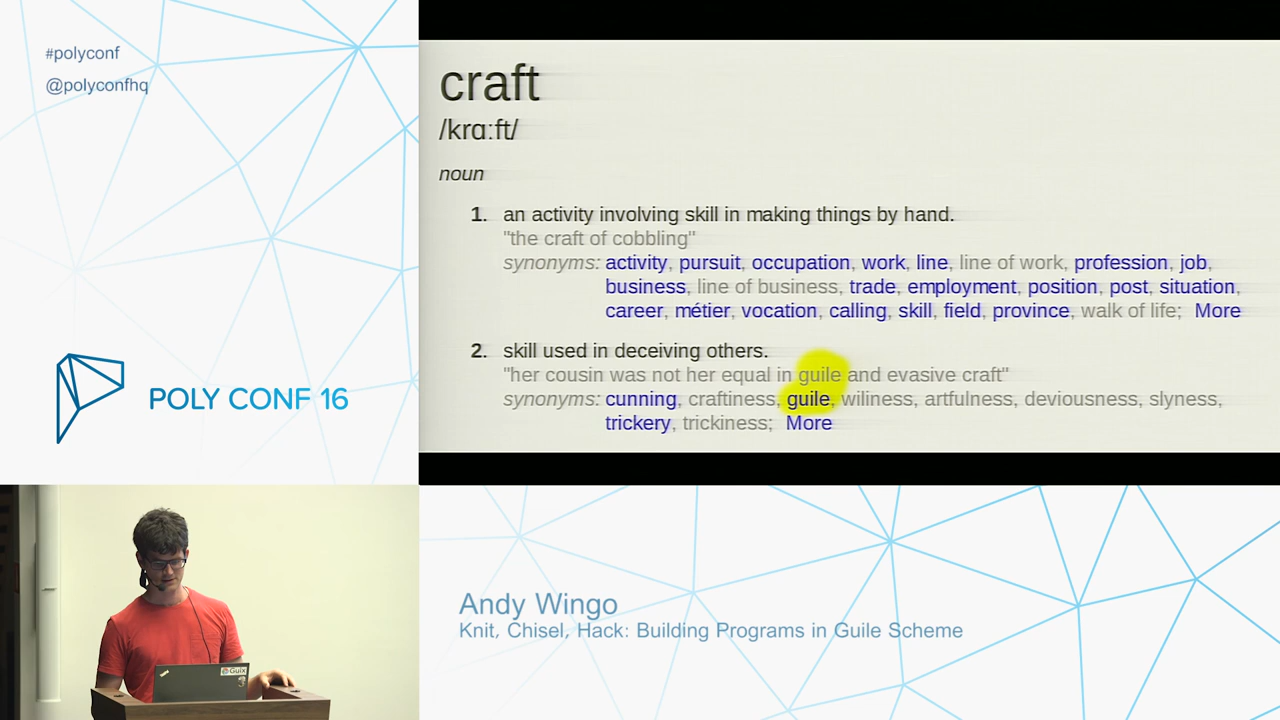 #polyconf
@polyconfhq
POLY CONF 16
craft
/krɑːft/
noun
1. an activity involving skill in making things by hand.
"the craft of cobbling"
synonyms: activity, pursuit, occupation, work, line, line of work, profession, job,
business, line of business, trade, employment, position, post, situation,
career, métier, vocation, calling, skill, field, province, walk of life; More
2. skill used in deceiving others.
"her cousin was not her equal in guile and evasive craft"
synonyms: cunning, craftiness, guile, wiliness, artfulness, deviousness, slyness,
trickery, trickiness; More
Guix
Andy Wingo
Knit, Chisel, Hack: Building Programs in Guile Scheme